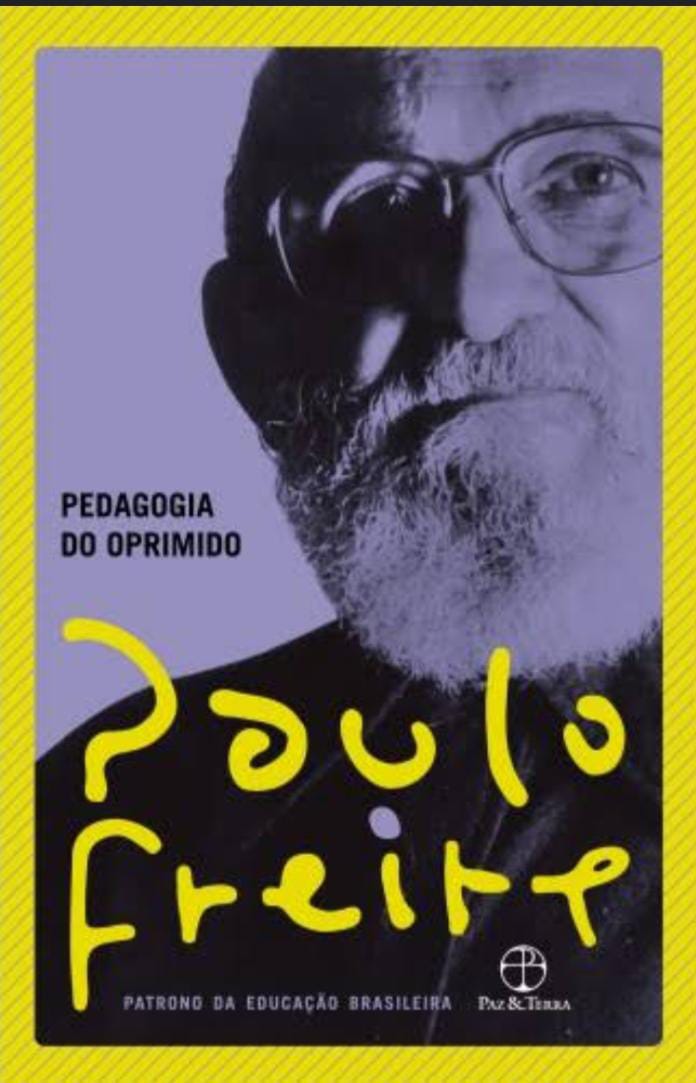 PEDAGOGIA
DO OPRIMIDO
Paulo
Freire
PATRONO DA EDUCAÇÃO BRASILEIRA
PAZ & TERRA